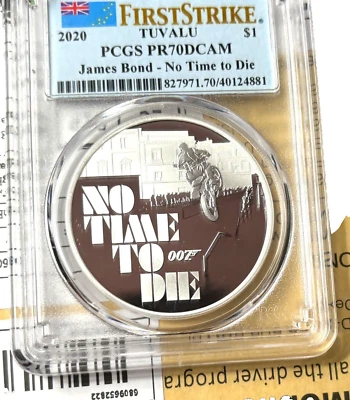 FIRSTSTRIKE®
2020 TUVALU $1
PCGS PR70DCAM
James Bond - No Time to Die
827971.70/40124881
NO
TIME
TO
DIE
007
all the driver progra
6809652822